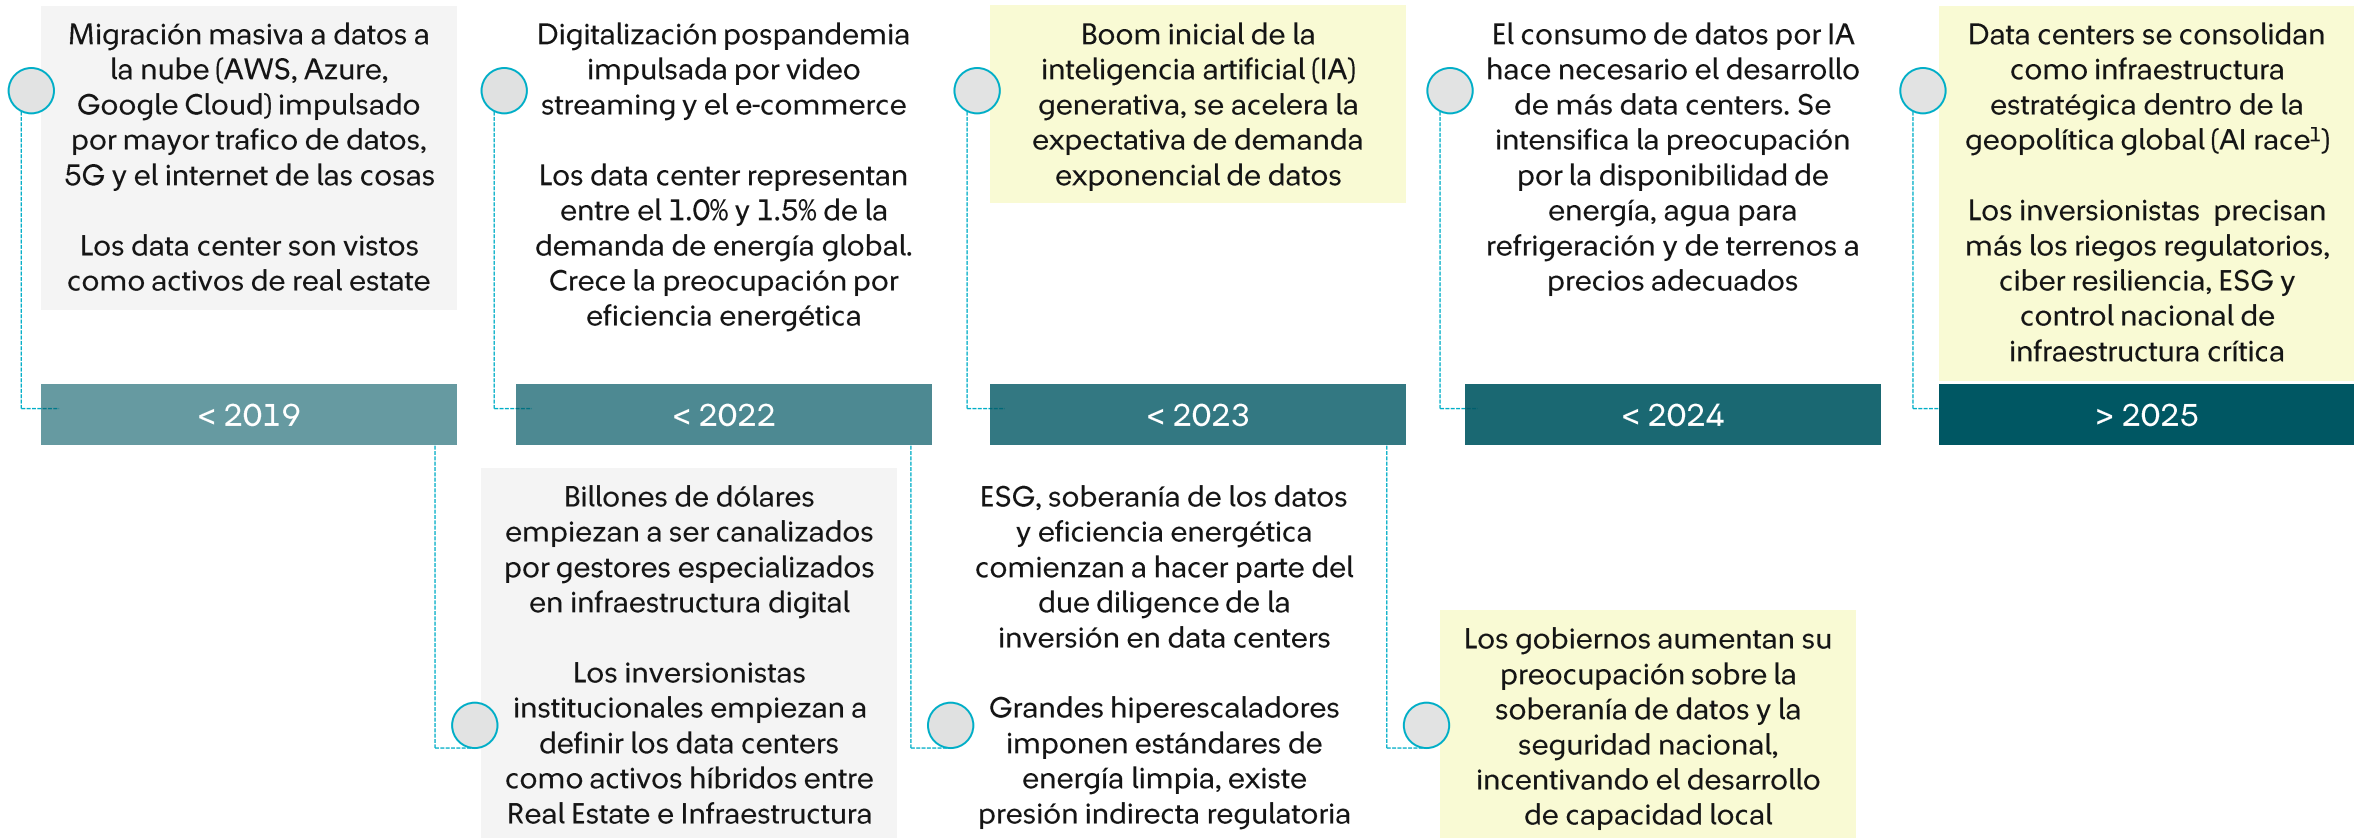 Migración masiva a datos a
la nube (AWS, Azure,
Google Cloud) impulsado
por mayor trafico de datos,
5G y el internet de las cosas
Los data center son vistos
como activos de real estate
Digitalización pospandemia
impulsada por video
streaming y el e-commerce
Los data center representan
entre el 1.0% y 1.5% de la
demanda de energía global.
Crece la preocupación por
eficiencia energética
Boom inicial de la
inteligencia artificial (IA)
generativa, se acelera la
expectativa de demanda
exponencial de datos
El consumo de datos por IA
hace necesario el desarrollo
de más data centers. Se
intensifica la preocupación
por la disponibilidad de
energía, agua para
refrigeración y de terrenos a
precios adecuados
Data centers se consolidan
como infraestructura
estratégica dentro de la
geopolítica global (AI race¹)
Los inversionistas  precisan
más los riegos regulatorios,
ciber resiliencia, ESG y
control nacional de
infraestructura crítica
< 2019
< 2022
< 2023
< 2024
> 2025
Billones de dólares
empiezan a ser canalizados
por gestores especializados
en infraestructura digital
Los inversionistas
institucionales empiezan a
definir los data centers
como activos híbridos entre
Real Estate e Infraestructura
ESG, soberanía de los datos
y eficiencia energética
comienzan a hacer parte del
due diligence de la
inversión en data centers
Grandes hiperescaladores
imponen estándares de
energía limpia, existe
presión indirecta regulatoria
Los gobiernos aumentan su
preocupación sobre la
soberanía de datos y la
seguridad nacional,
incentivando el desarrollo
de capacidad local